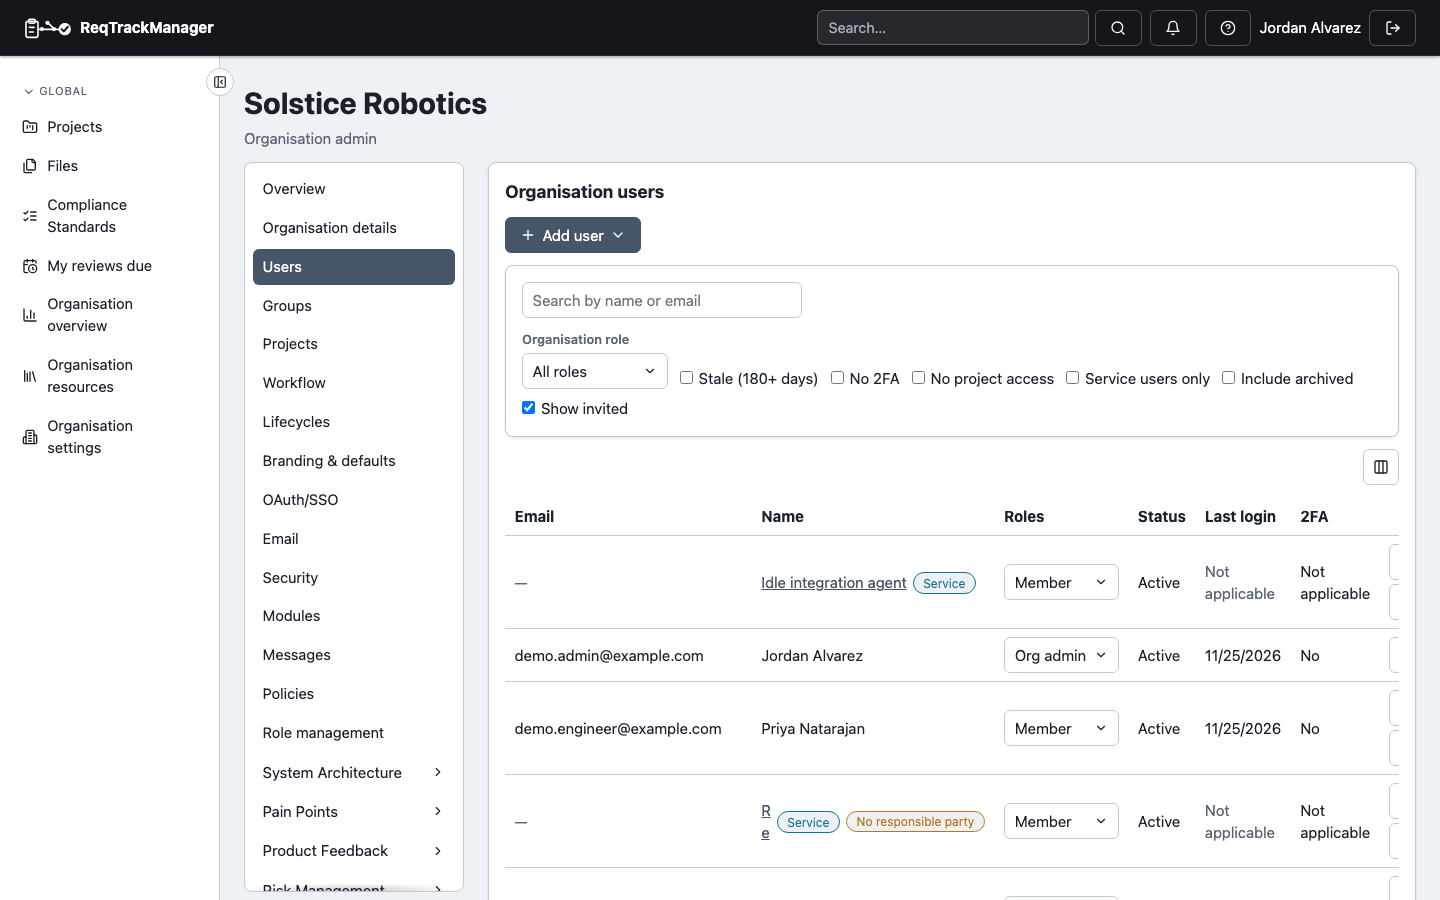 ReqTrackManager
Search...
Jordan Alvarez
GLOBAL
Projects
Files
Compliance
Standards
My reviews due
Organisation
overview
Organisation
resources
Organisation
settings
Solstice Robotics
Organisation admin
Overview
Organisation details
Users
Groups
Projects
Workflow
Lifecycles
Branding & defaults
OAuth/SSO
Email
Security
Modules
Messages
Policies
Role management
System Architecture
Pain Points
Product Feedback
Risk Management
Organisation users
Add user
Search by name or email
Organisation role
All roles
Stale (180+ days)
No 2FA
No project access
Service users only
Include archived
Show invited
Email Name Roles Status Last login 2FA
— Idle integration agent Service Member Active Not applicable Not applicable
demo.admin@example.com Jordan Alvarez Org admin Active 11/25/2026 No
demo.engineer@example.com Priya Natarajan Member Active 11/25/2026 No
— Re Service No responsible party Member Active Not applicable Not applicable